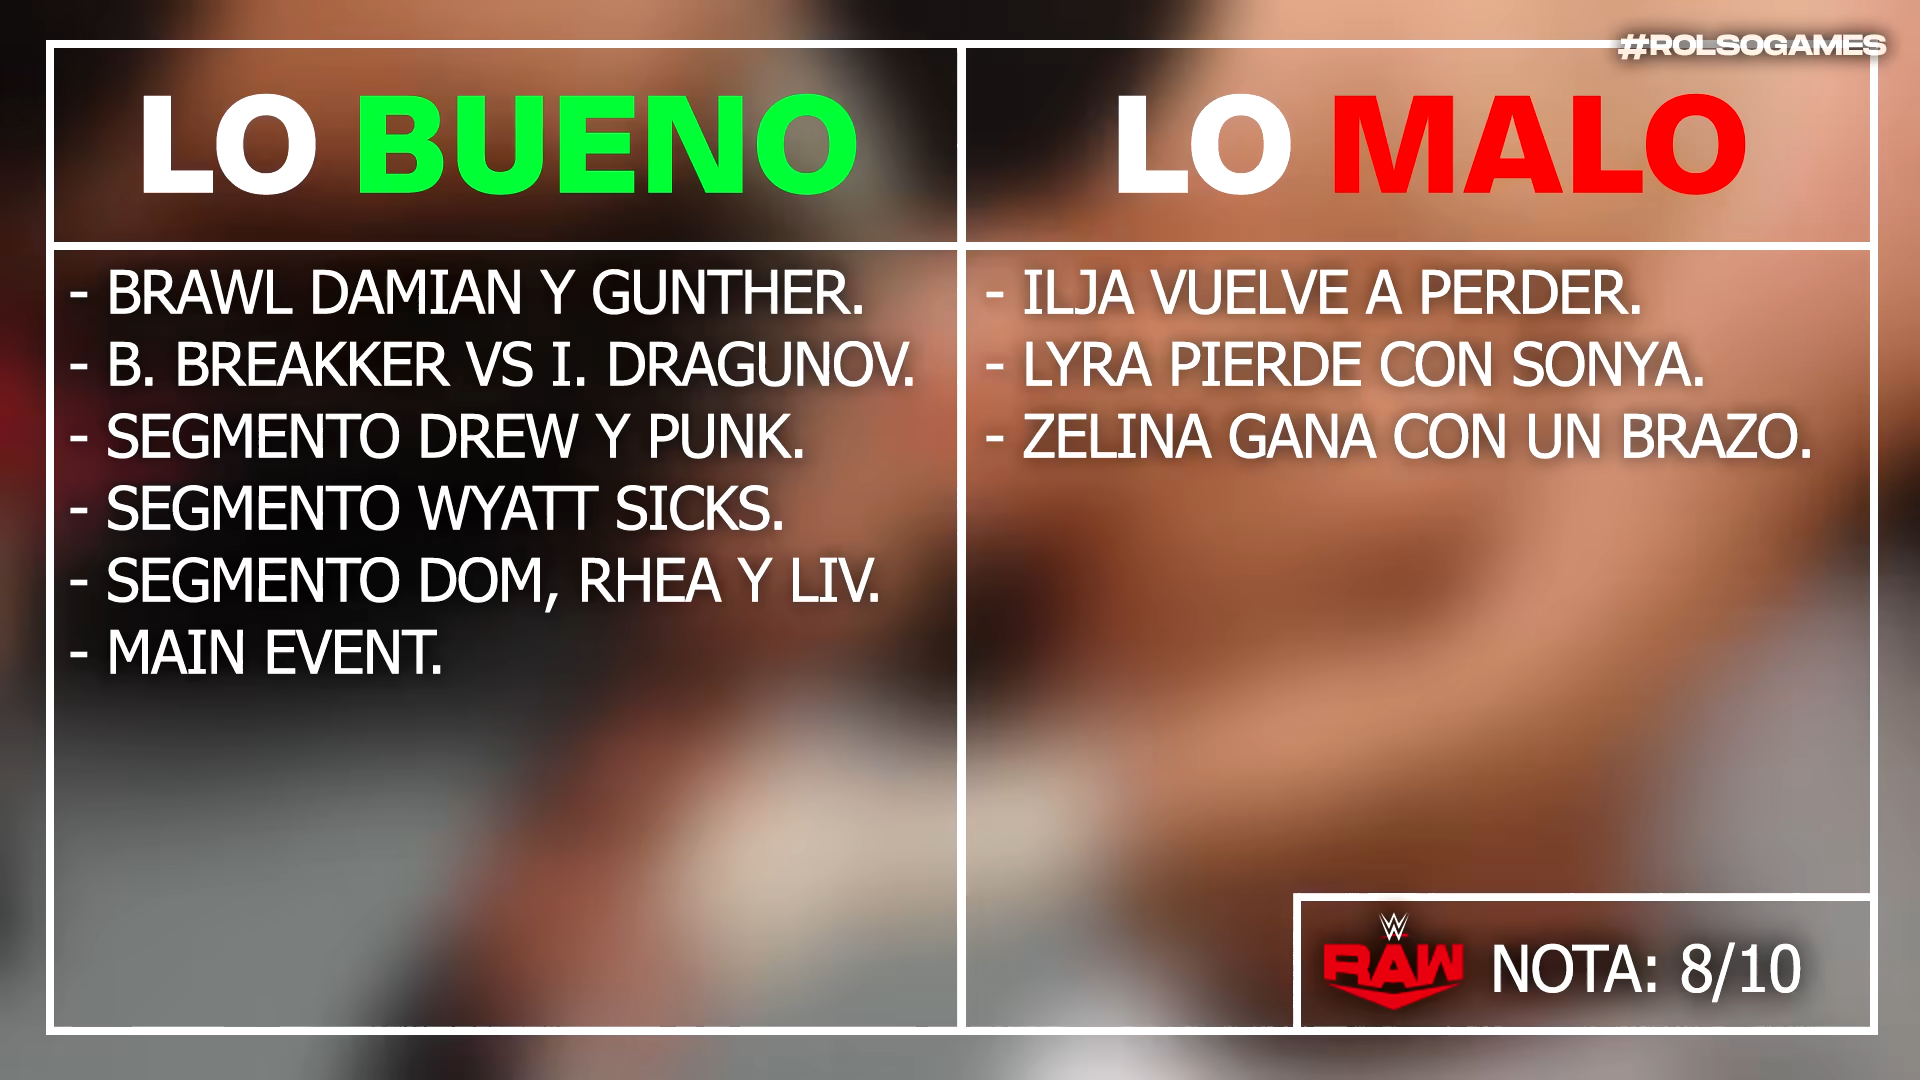 #ROLSOGAMES
LO BUENO
- BRAWL DAMIAN Y GUNTHER.
- B. BREAKKER VS I. DRAGUNOV.
- SEGMENTO DREW Y PUNK.
- SEGMENTO WYATT SICKS.
- SEGMENTO DOM, RHEA Y LIV.
- MAIN EVENT.
LO MALO
- ILJA VUELVE A PERDER.
- LYRA PIERDE CON SONYA.
- ZELINA GANA CON UN BRAZO.
W
RAW
NOTA: 8/10